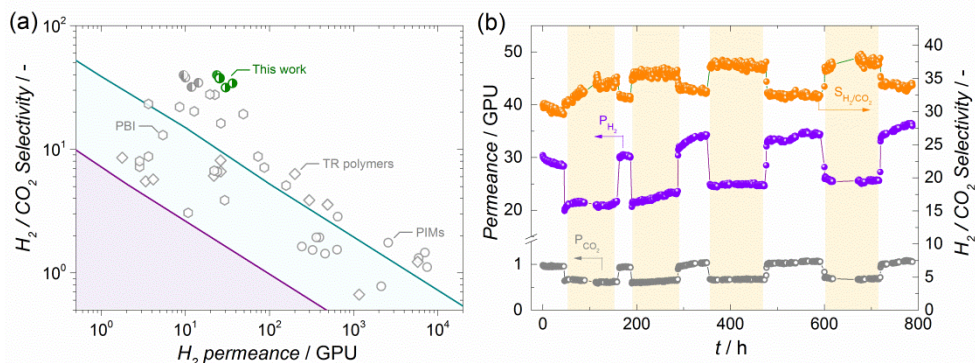 (a)
10²
10¹
10⁰
H₂ / CO₂ Selectivity / -
This work
PBI
TR polymers
PIMs
10⁰ 10¹ 10² 10³ 10⁴
H₂ permeance / GPU
(b)
50
40
30
20
1
0
Permeance / GPU
S_H₂/CO₂
P_H₂
P_CO₂
40
35
30
25
20
15
10
5
0
H₂ / CO₂ Selectivity / -
0 200 400 600 800
t / h